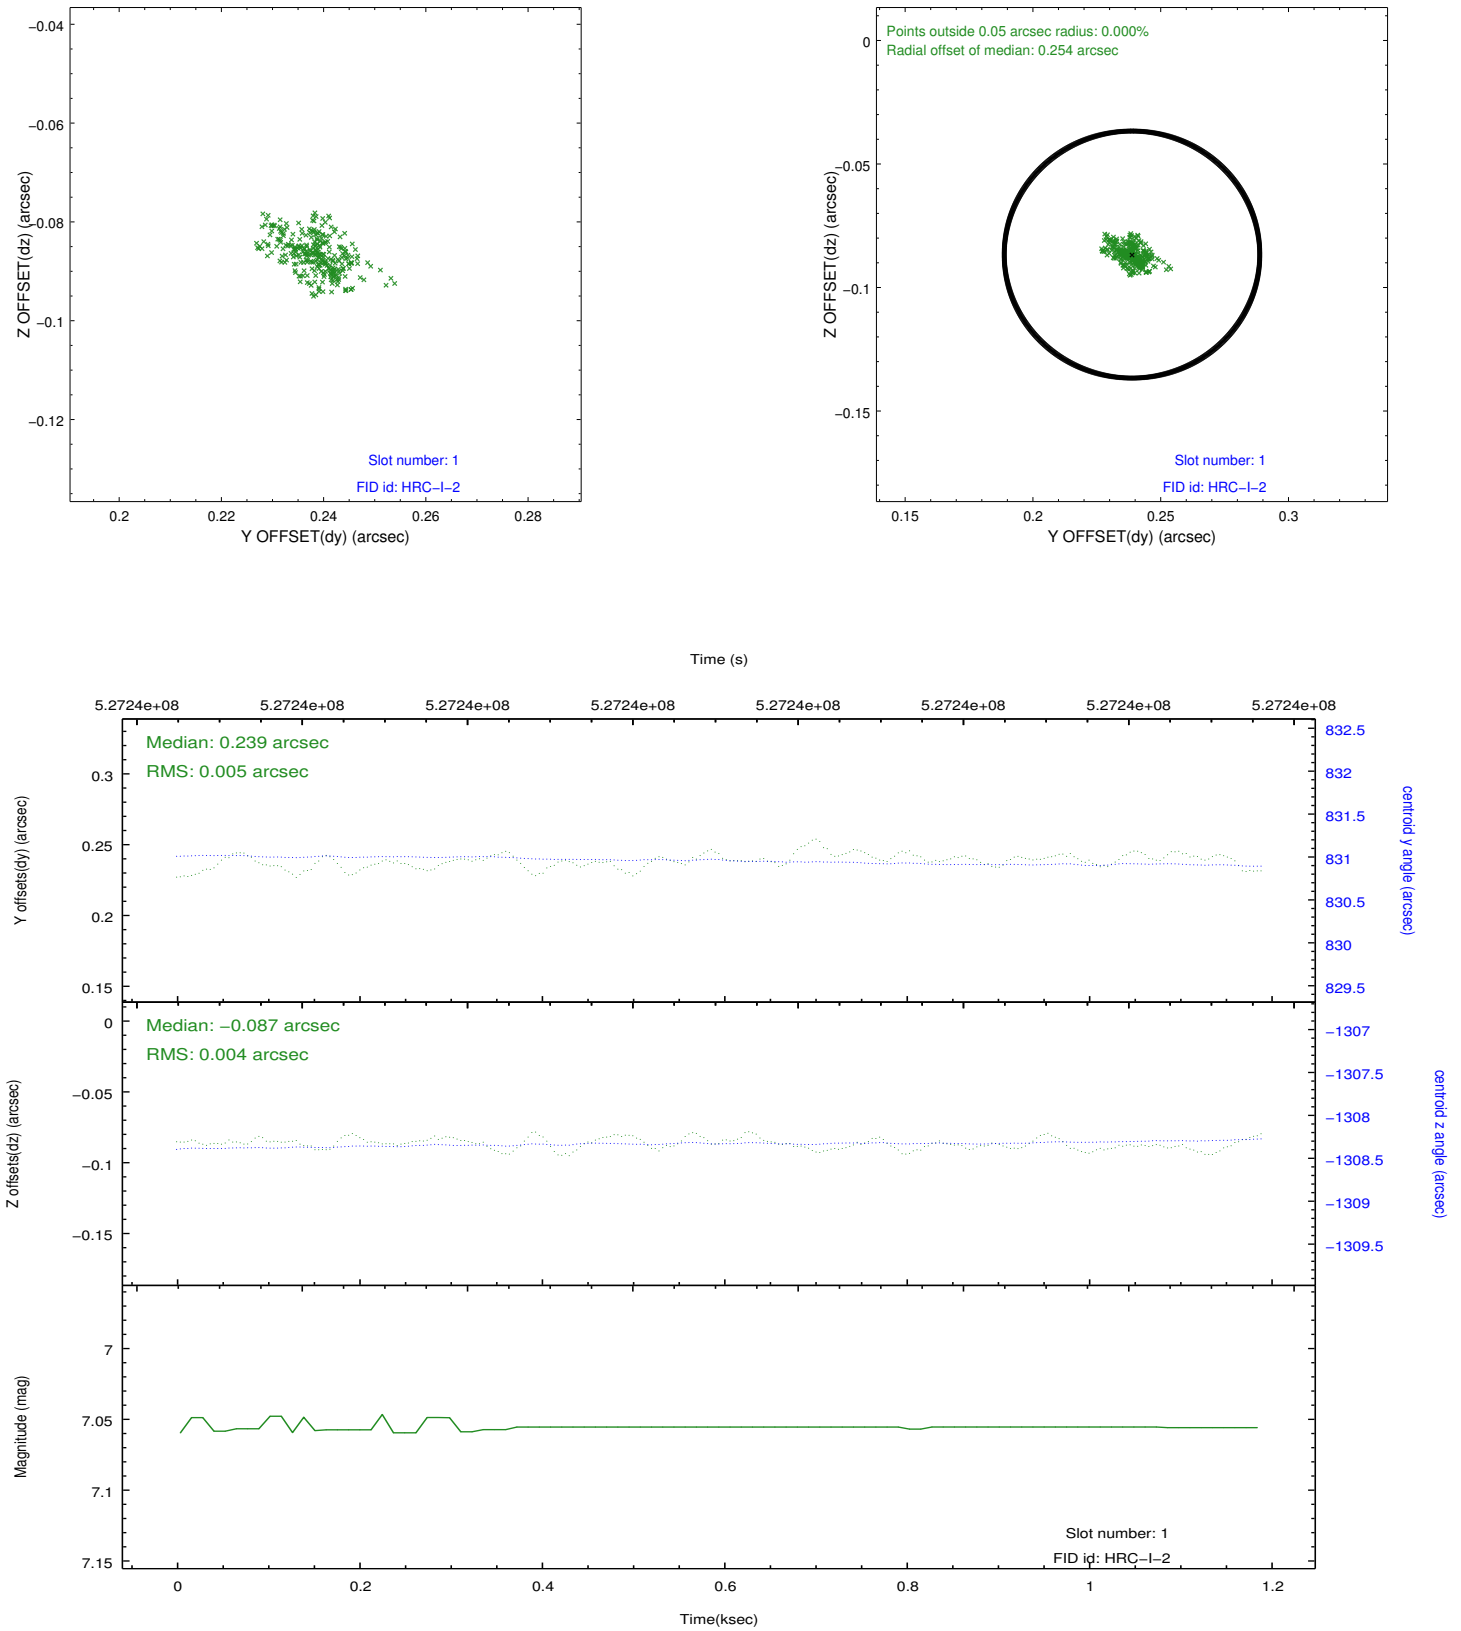 −0.04
−0.06
−0.08
−0.1
−0.12
Z OFFSET(dz) (arcsec)
Slot number: 1
FID id: HRC−I−2
0.2 0.22 0.24 0.26 0.28
Y OFFSET(dy) (arcsec)
Points outside 0.05 arcsec radius: 0.000%
Radial offset of median: 0.254 arcsec
0
−0.05
−0.1
−0.15
Z OFFSET(dz) (arcsec)
Slot number: 1
FID id: HRC−I−2
0.15 0.2 0.25 0.3
Y OFFSET(dy) (arcsec)
Time (s)
5.2724e+08 5.2724e+08 5.2724e+08 5.2724e+08 5.2724e+08 5.2724e+08 5.2724e+08 5.2724e+08
Median: 0.239 arcsec
RMS: 0.005 arcsec
0.3
0.25
0.2
0.15
Y offsets(dy) (arcsec)
832.5
832
831.5
831
830.5
830
829.5
centroid y angle (arcsec)
Median: −0.087 arcsec
RMS: 0.004 arcsec
0
−0.05
−0.1
−0.15
Z offsets(dz) (arcsec)
−1307
−1307.5
−1308
−1308.5
−1309
−1309.5
centroid z angle (arcsec)
7
7.05
7.1
7.15
Magnitude (mag)
Slot number: 1
FID id: HRC−I−2
0 0.2 0.4 0.6 0.8 1 1.2
Time(ksec)